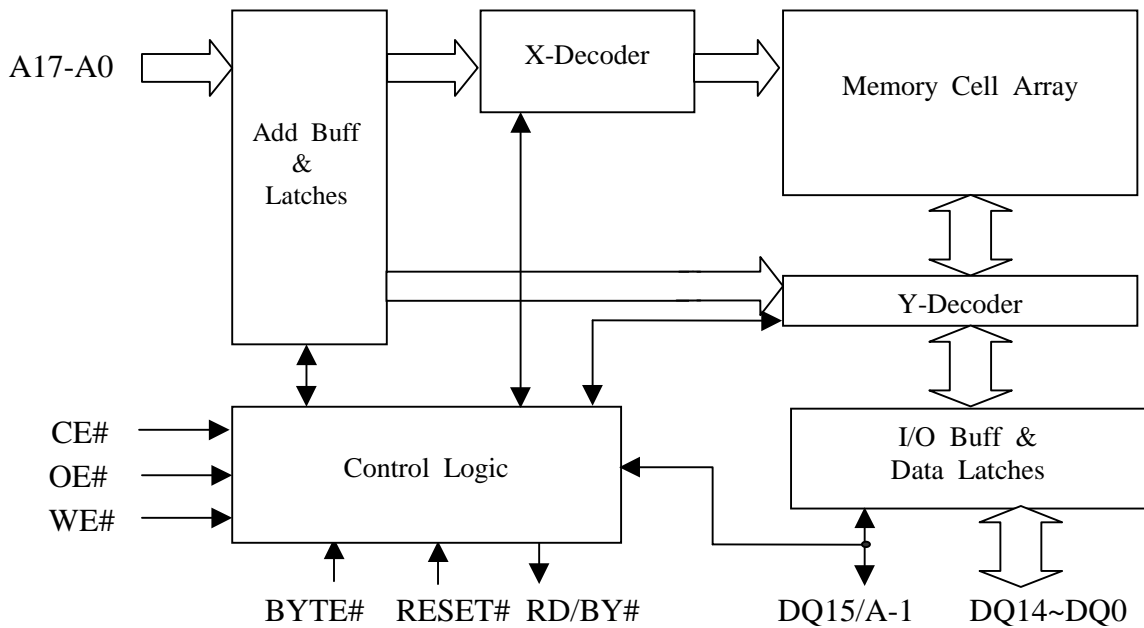 A17-A0
X-Decoder
Memory Cell Array
Add Buff
&
Latches
Y-Decoder
CE#
OE#
WE#
Control Logic
I/O Buff &
Data Latches
BYTE# RESET# RD/BY# DQ15/A-1 DQ14~DQ0